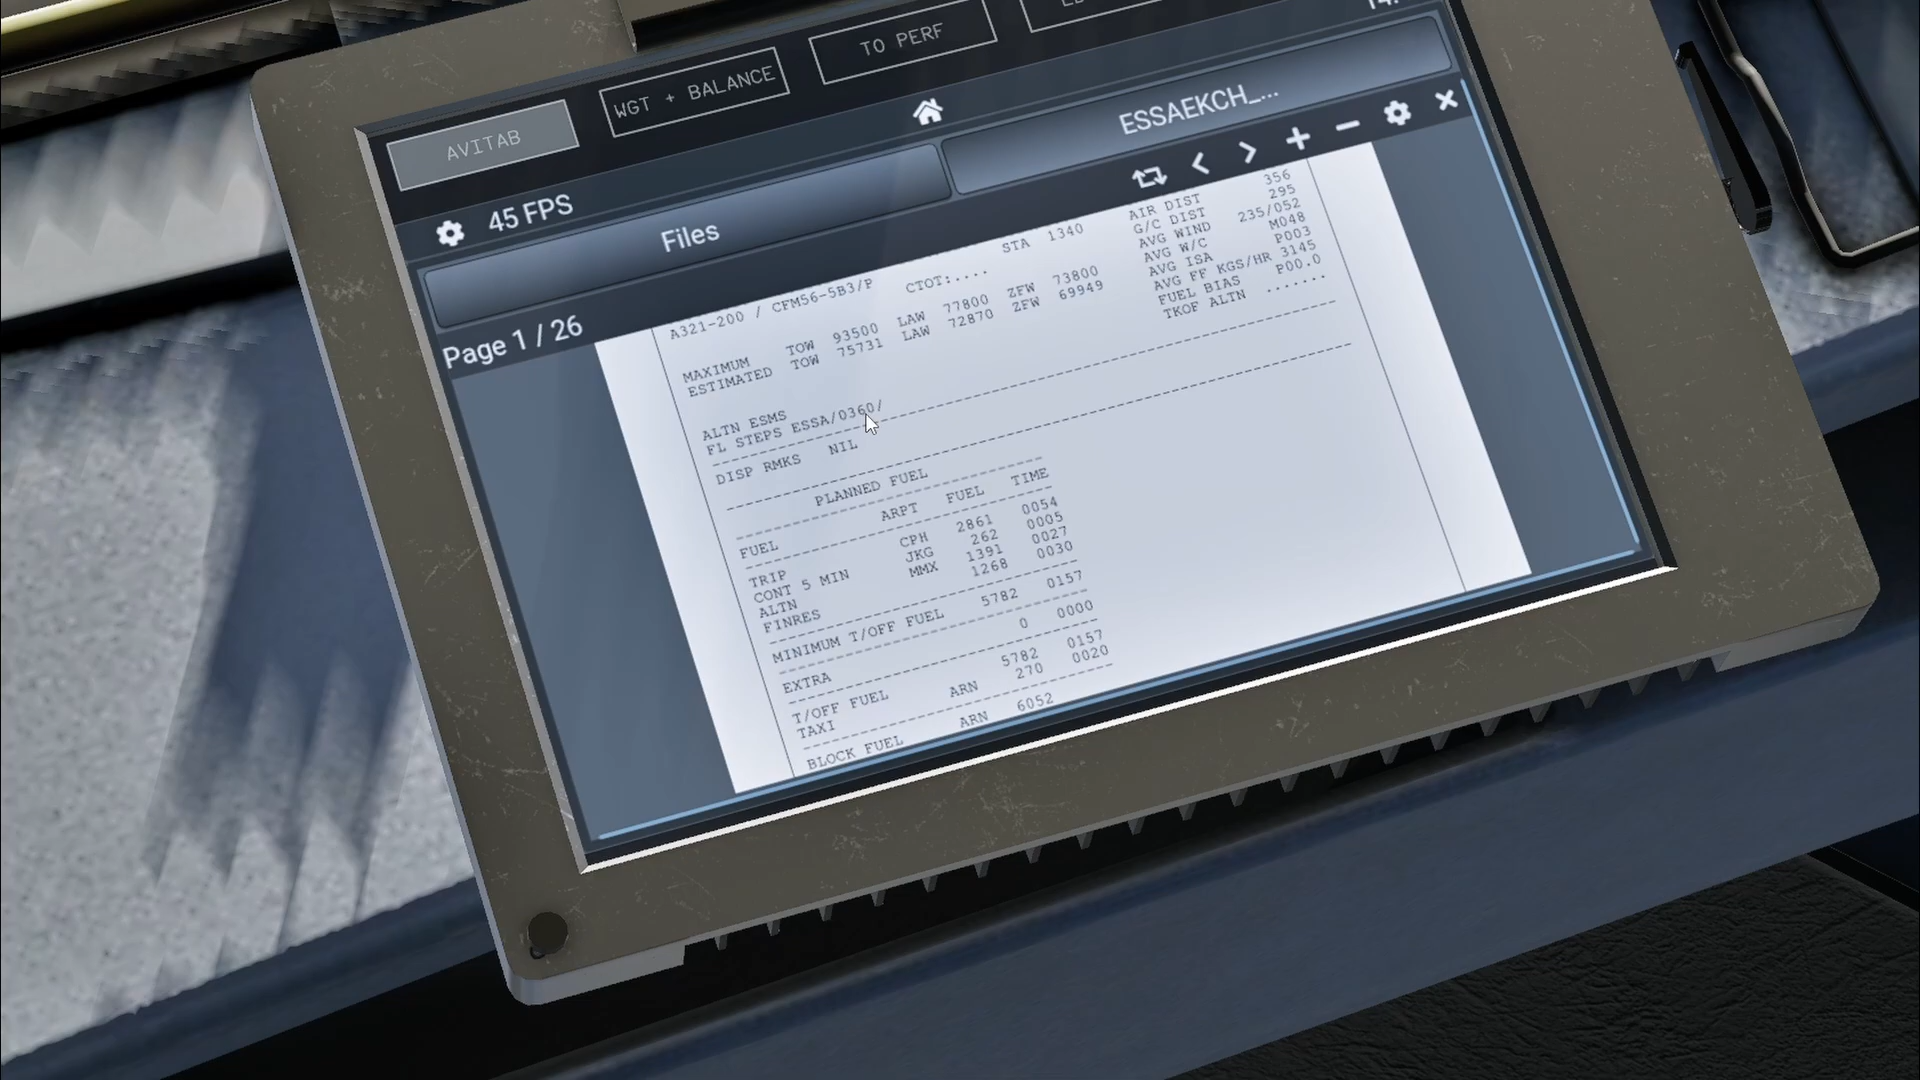 AVITAB
WGT + BALANCE
TO PERF
14:
45 FPS
Files
ESSAEKCH_...
Page 1 / 26
A321-200 / CFM56-5B3/P CTOT:.... STA 1340
MAXIMUM TOW 93500 LAW 77800 ZFW 73800
ESTIMATED TOW 75731 LAW 72870 ZFW 69949
AIR DIST 356
G/C DIST 295
AVG WIND 235/052
AVG W/C M048
AVG ISA P003
AVG FF KGS/HR 3145
FUEL BIAS P00.0
TKOF ALTN .......
ALTN ESMS
FL STEPS ESSA/0360/
DISP RMKS NIL
PLANNED FUEL
FUEL ARPT FUEL TIME
TRIP CPH 2861 0054
CONT 5 MIN JKG 262 0005
ALTN MMX 1391 0027
FINRES 1268 0030
MINIMUM T/OFF FUEL 5782 0157
EXTRA 0 0000
T/OFF FUEL 5782 0157
TAXI ARN 270 0020
BLOCK FUEL ARN 6052